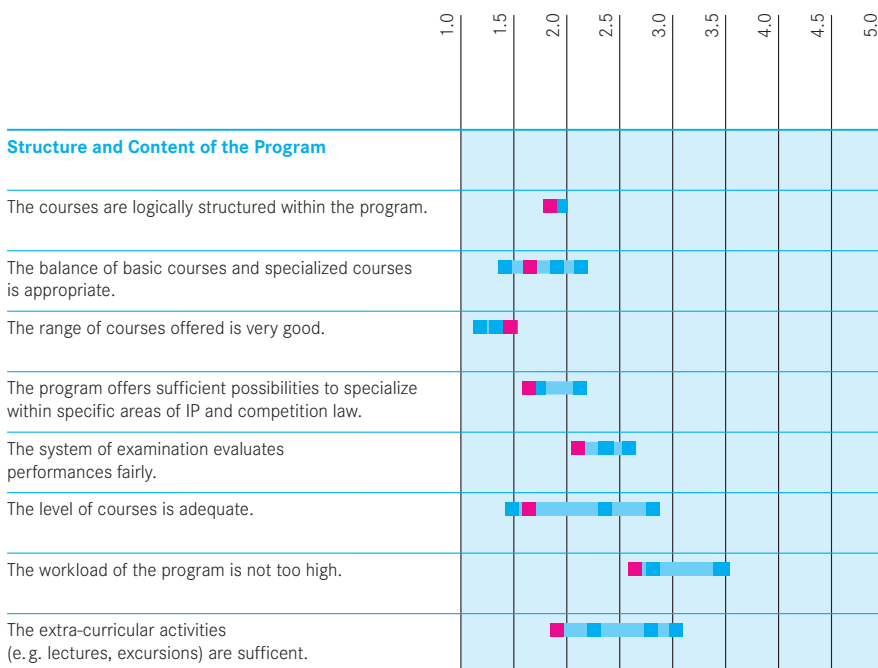 1.0
1.5
2.0
2.5
3.0
3.5
4.0
4.5
5.0
Structure and Content of the Program
The courses are logically structured within the program.
The balance of basic courses and specialized courses
is appropriate.
The range of courses offered is very good.
The program offers sufficient possibilities to specialize
within specific areas of IP and competition law.
The system of examination evaluates
performances fairly.
The level of courses is adequate.
The workload of the program is not too high.
The extra-curricular activities
(e. g. lectures, excursions) are sufficent.